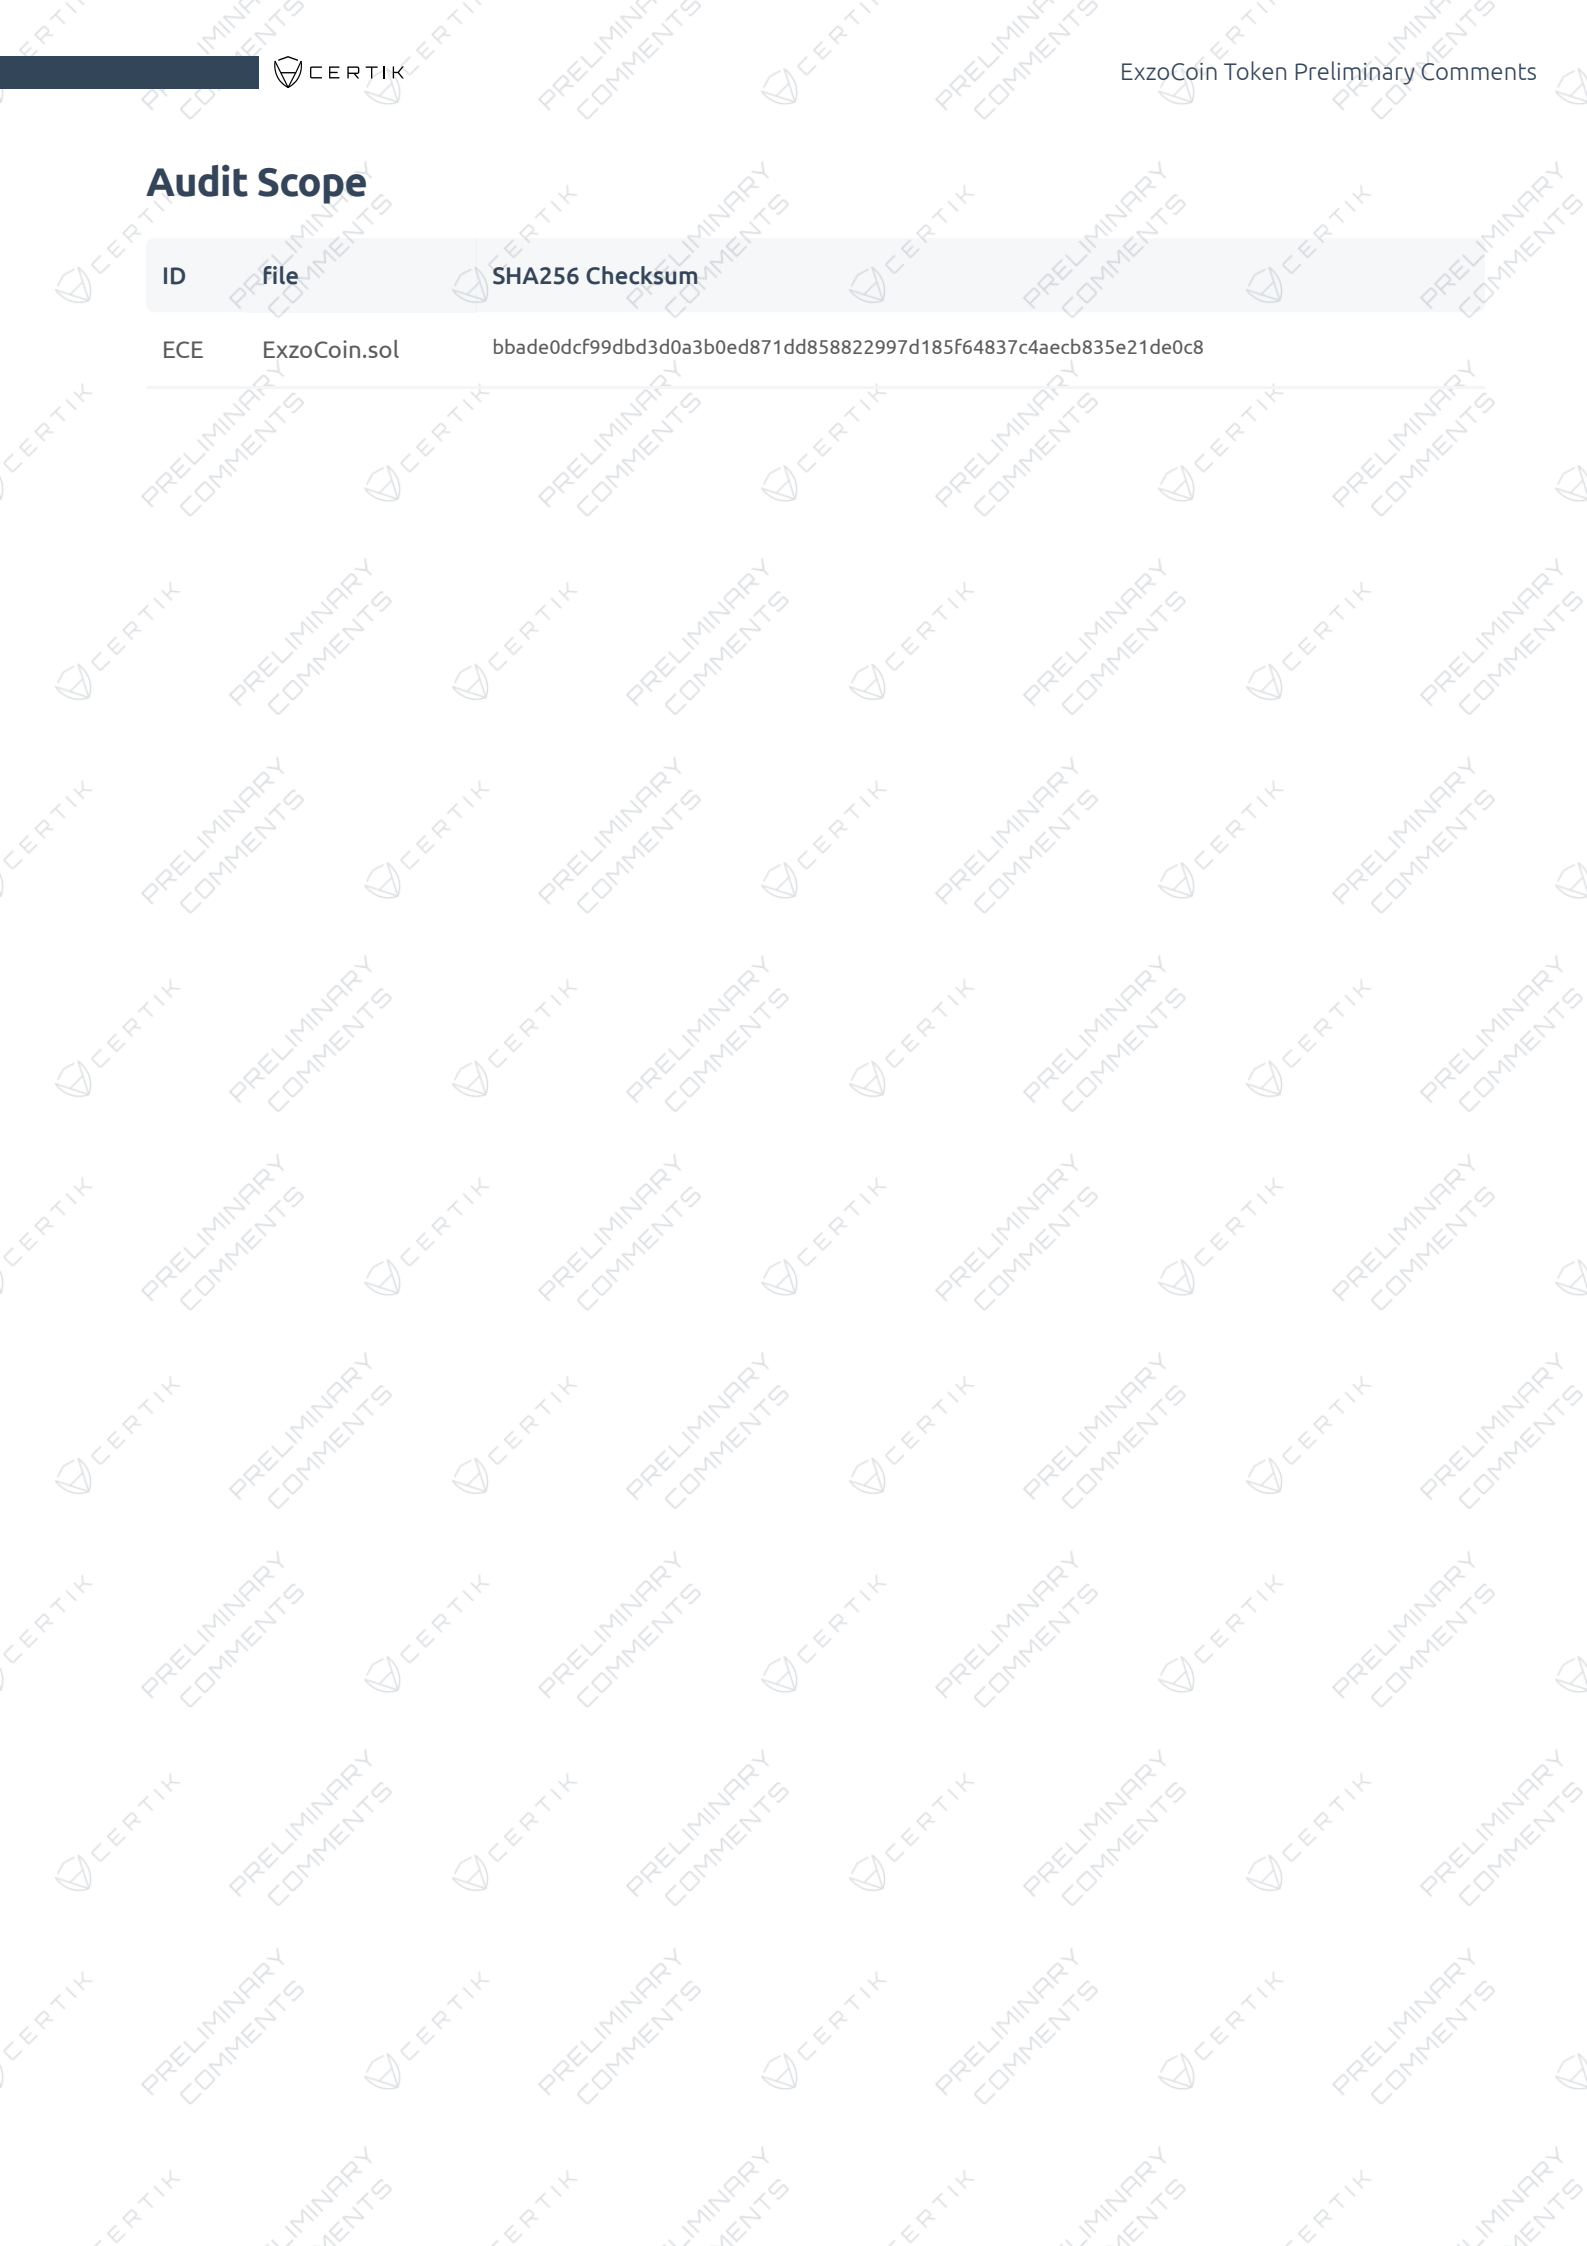 CERTIK
ExzoCoin Token Preliminary Comments
Audit Scope
ID file SHA256 Checksum
ECE ExzoCoin.sol bbade0dcf99dbd3d0a3b0ed871dd858822997d185f64837c4aecb835e21de0c8